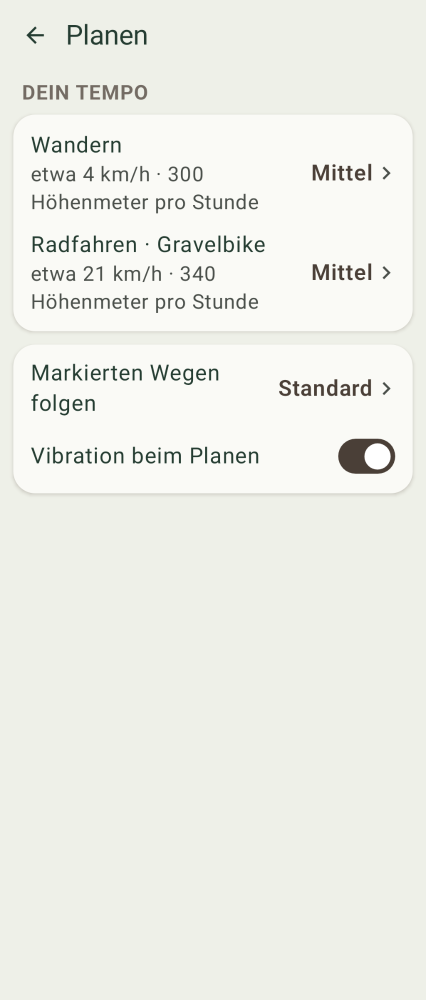 Planen
DEIN TEMPO
Wandern
etwa 4 km/h · 300
Höhenmeter pro Stunde
Mittel
Radfahren · Gravelbike
etwa 21 km/h · 340
Höhenmeter pro Stunde
Mittel
Markierten Wegen
folgen
Standard
Vibration beim Planen